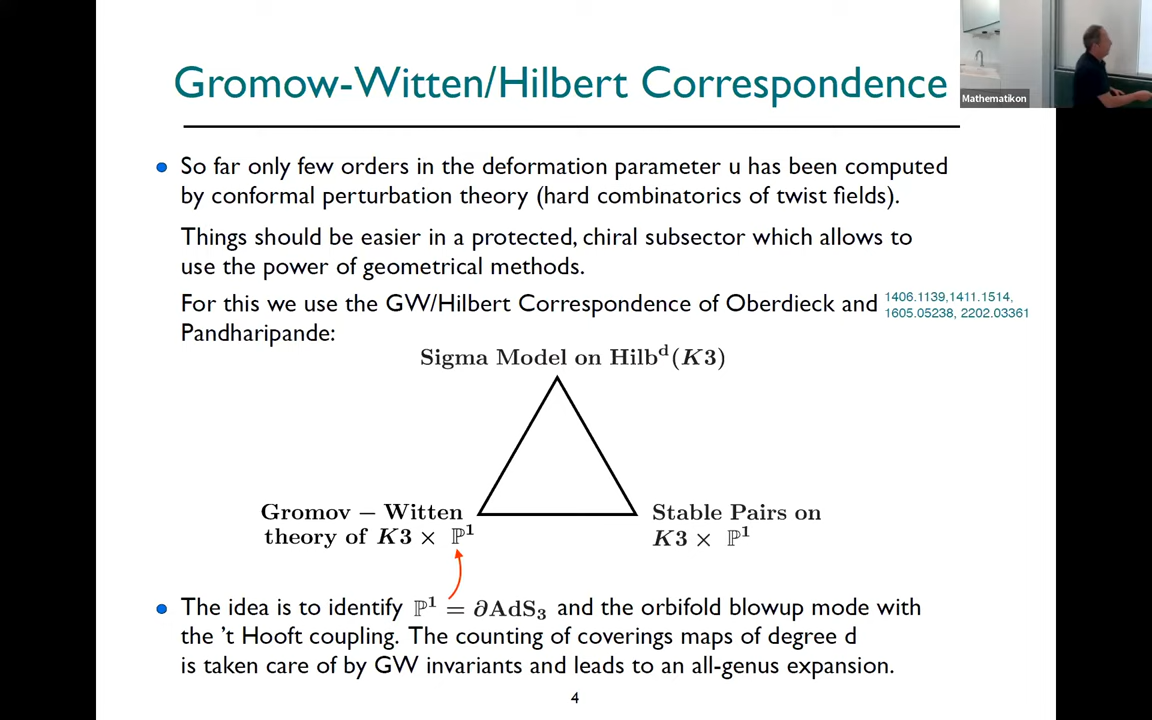 Gromow-Witten/Hilbert Correspondence
Mathematikon
So far only few orders in the deformation parameter u has been computed
by conformal perturbation theory (hard combinatorics of twist fields).
Things should be easier in a protected, chiral subsector which allows to
use the power of geometrical methods.
For this we use the GW/Hilbert Correspondence of Oberdieck and
1406.1139,1411.1514,
1605.05238, 2202.03361
Pandharipande:
Sigma Model on Hilbᵈ(K3)
Gromov − Witten
theory of K3 × ℙ¹
Stable Pairs on
K3 × ℙ¹
The idea is to identify ℙ¹ = ∂AdS₃ and the orbifold blowup mode with
the 't Hooft coupling. The counting of coverings maps of degree d
is taken care of by GW invariants and leads to an all-genus expansion.
4